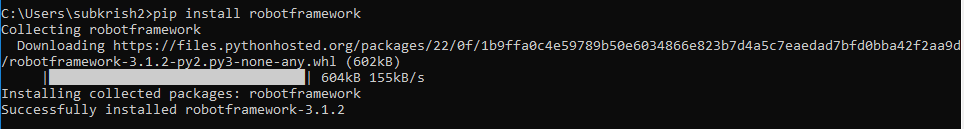 C:\Users\subkrish2>pip install robotframework
Collecting robotframework
  Downloading https://files.pythonhosted.org/packages/22/0f/1b9ffa0c4e59789b50e6034866e823b7d4a5c7eaedad7bfd0bba42f2aa9d
/robotframework-3.1.2-py2.py3-none-any.whl (602kB)
     |████████████████████████████████| 604kB 155kB/s
Installing collected packages: robotframework
Successfully installed robotframework-3.1.2